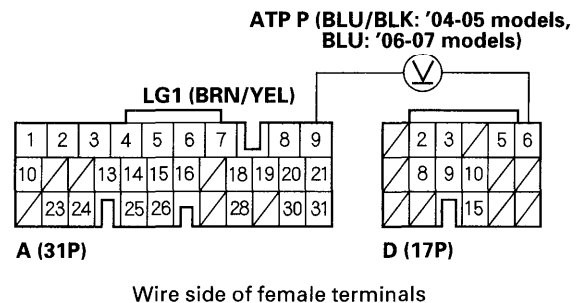 ATP P (BLU/BLK: '04-05 models,
BLU: '06-07 models)
V
LG1 (BRN/YEL)
1 2 3 4 5 6 7 8 9
2 3 5 6
10 13 14 15 16 18 19 20 21
8 9 10
23 24 25 26 28 30 31
15
A (31P)
D (17P)
Wire side of female terminals